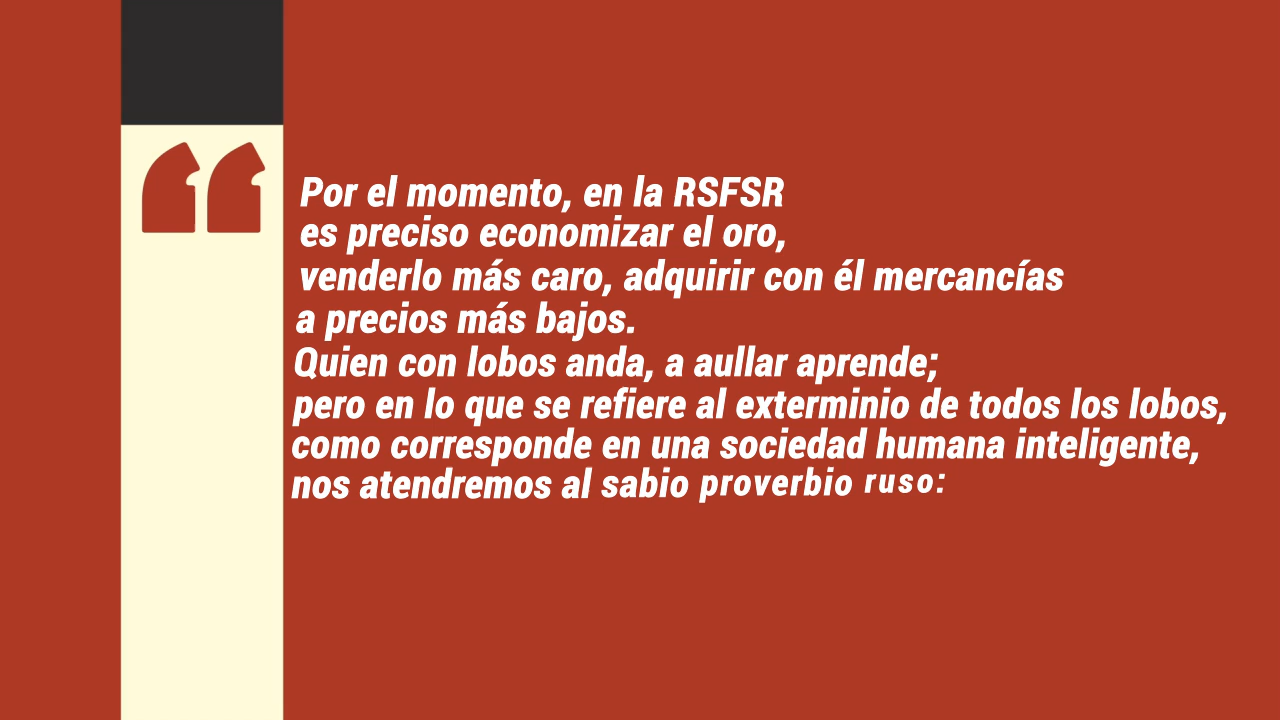 Por el momento, en la RSFSR
es preciso economizar el oro,
venderlo más caro, adquirir con él mercancías
a precios más bajos.
Quien con lobos anda, a aullar aprende;
pero en lo que se refiere al exterminio de todos los lobos,
como corresponde en una sociedad humana inteligente,
nos atendremos al sabio proverbio ruso: